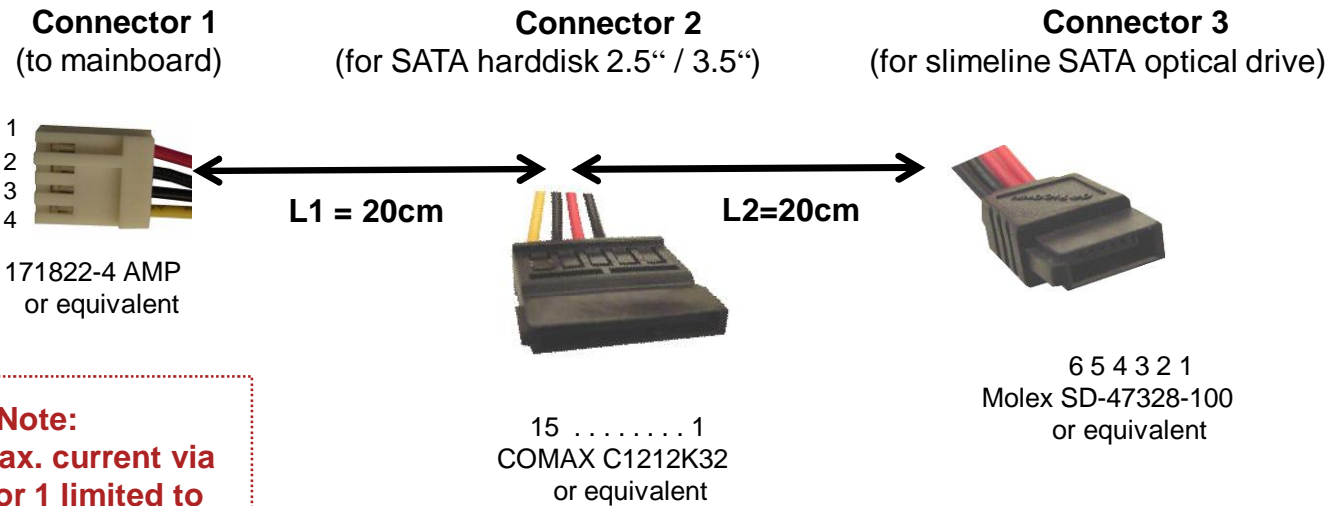 Connector 1
(to mainboard)
Connector 2
(for SATA harddisk 2.5“ / 3.5“)
Connector 3
(for slimeline SATA optical drive)
1
2
3
4
L1 = 20cm
L2=20cm
171822-4 AMP
or equivalent
15 . . . . . . . . 1
COMAX C1212K32
or equivalent
6 5 4 3 2 1
Molex SD-47328-100
or equivalent
Note:
ax. current via
or 1 limited to